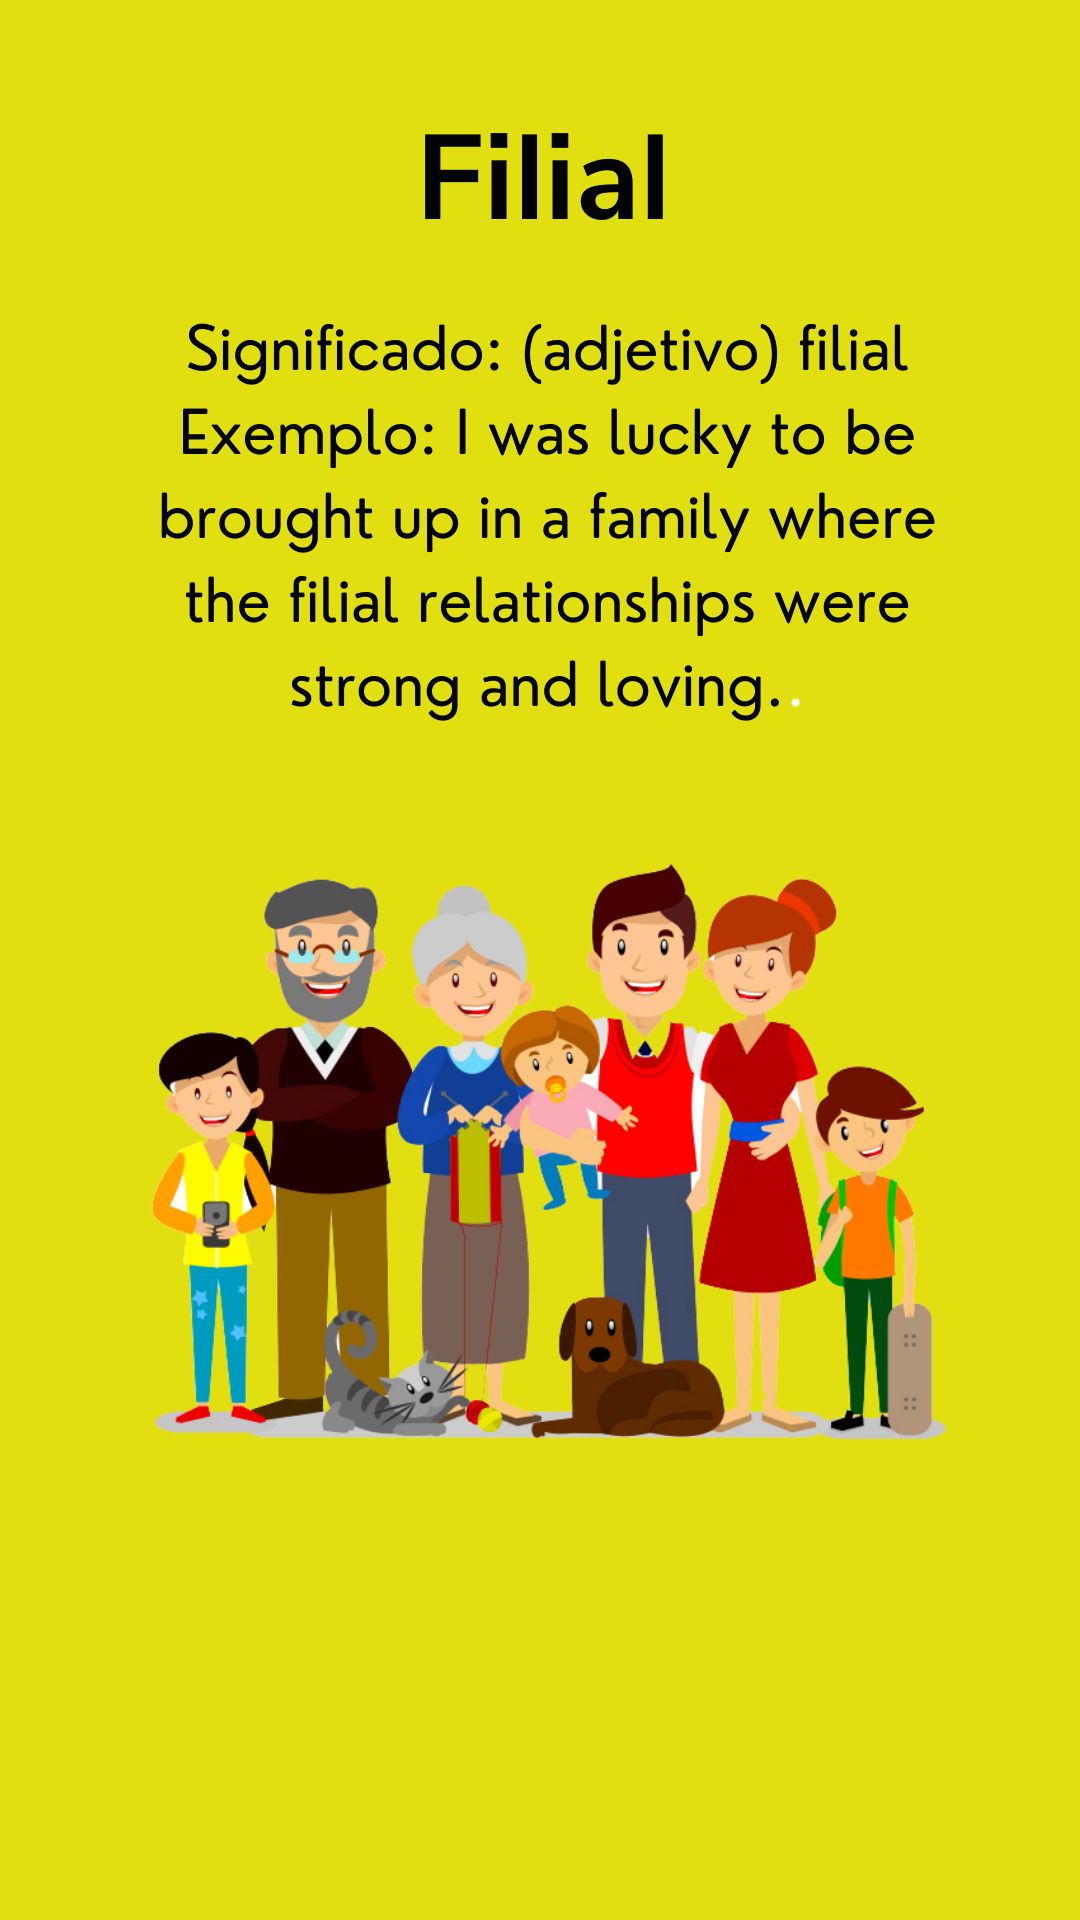 Filial
Significado: (adjetivo) filial
Exemplo: I was lucky to be
brought up in a family where
the filial relationships were
strong and loving..